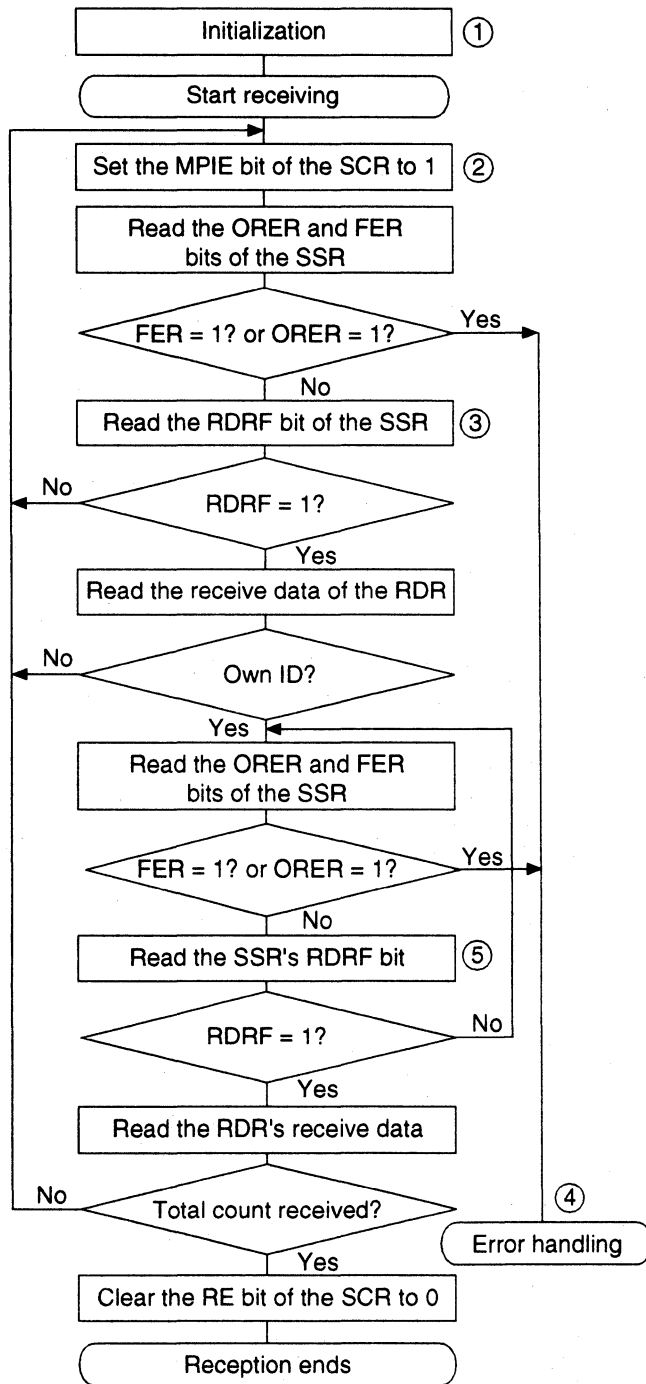 Initialization ①
Start receiving
Set the MPIE bit of the SCR to 1 ②
Read the ORER and FER
bits of the SSR
FER = 1? or ORER = 1? Yes
No
Read the RDRF bit of the SSR ③
No RDRF = 1?
Yes
Read the receive data of the RDR
No Own ID?
Yes
Read the ORER and FER
bits of the SSR
FER = 1? or ORER = 1? Yes
No
Read the SSR's RDRF bit ⑤
RDRF = 1? No
Yes
Read the RDR's receive data
No Total count received? ④
Error handling
Yes
Clear the RE bit of the SCR to 0
Reception ends